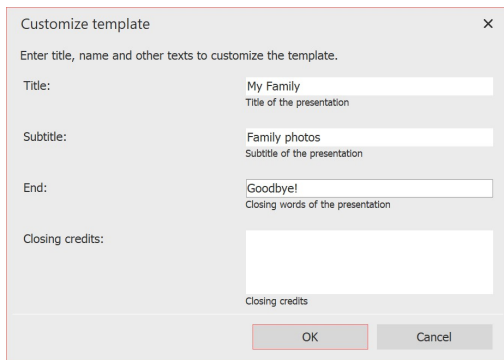 Customize template
Enter title, name and other texts to customize the template.
Title:
My Family
Title of the presentation
Subtitle:
Family photos
Subtitle of the presentation
End:
Goodbye!
Closing words of the presentation
Closing credits:
Closing credits
OK
Cancel